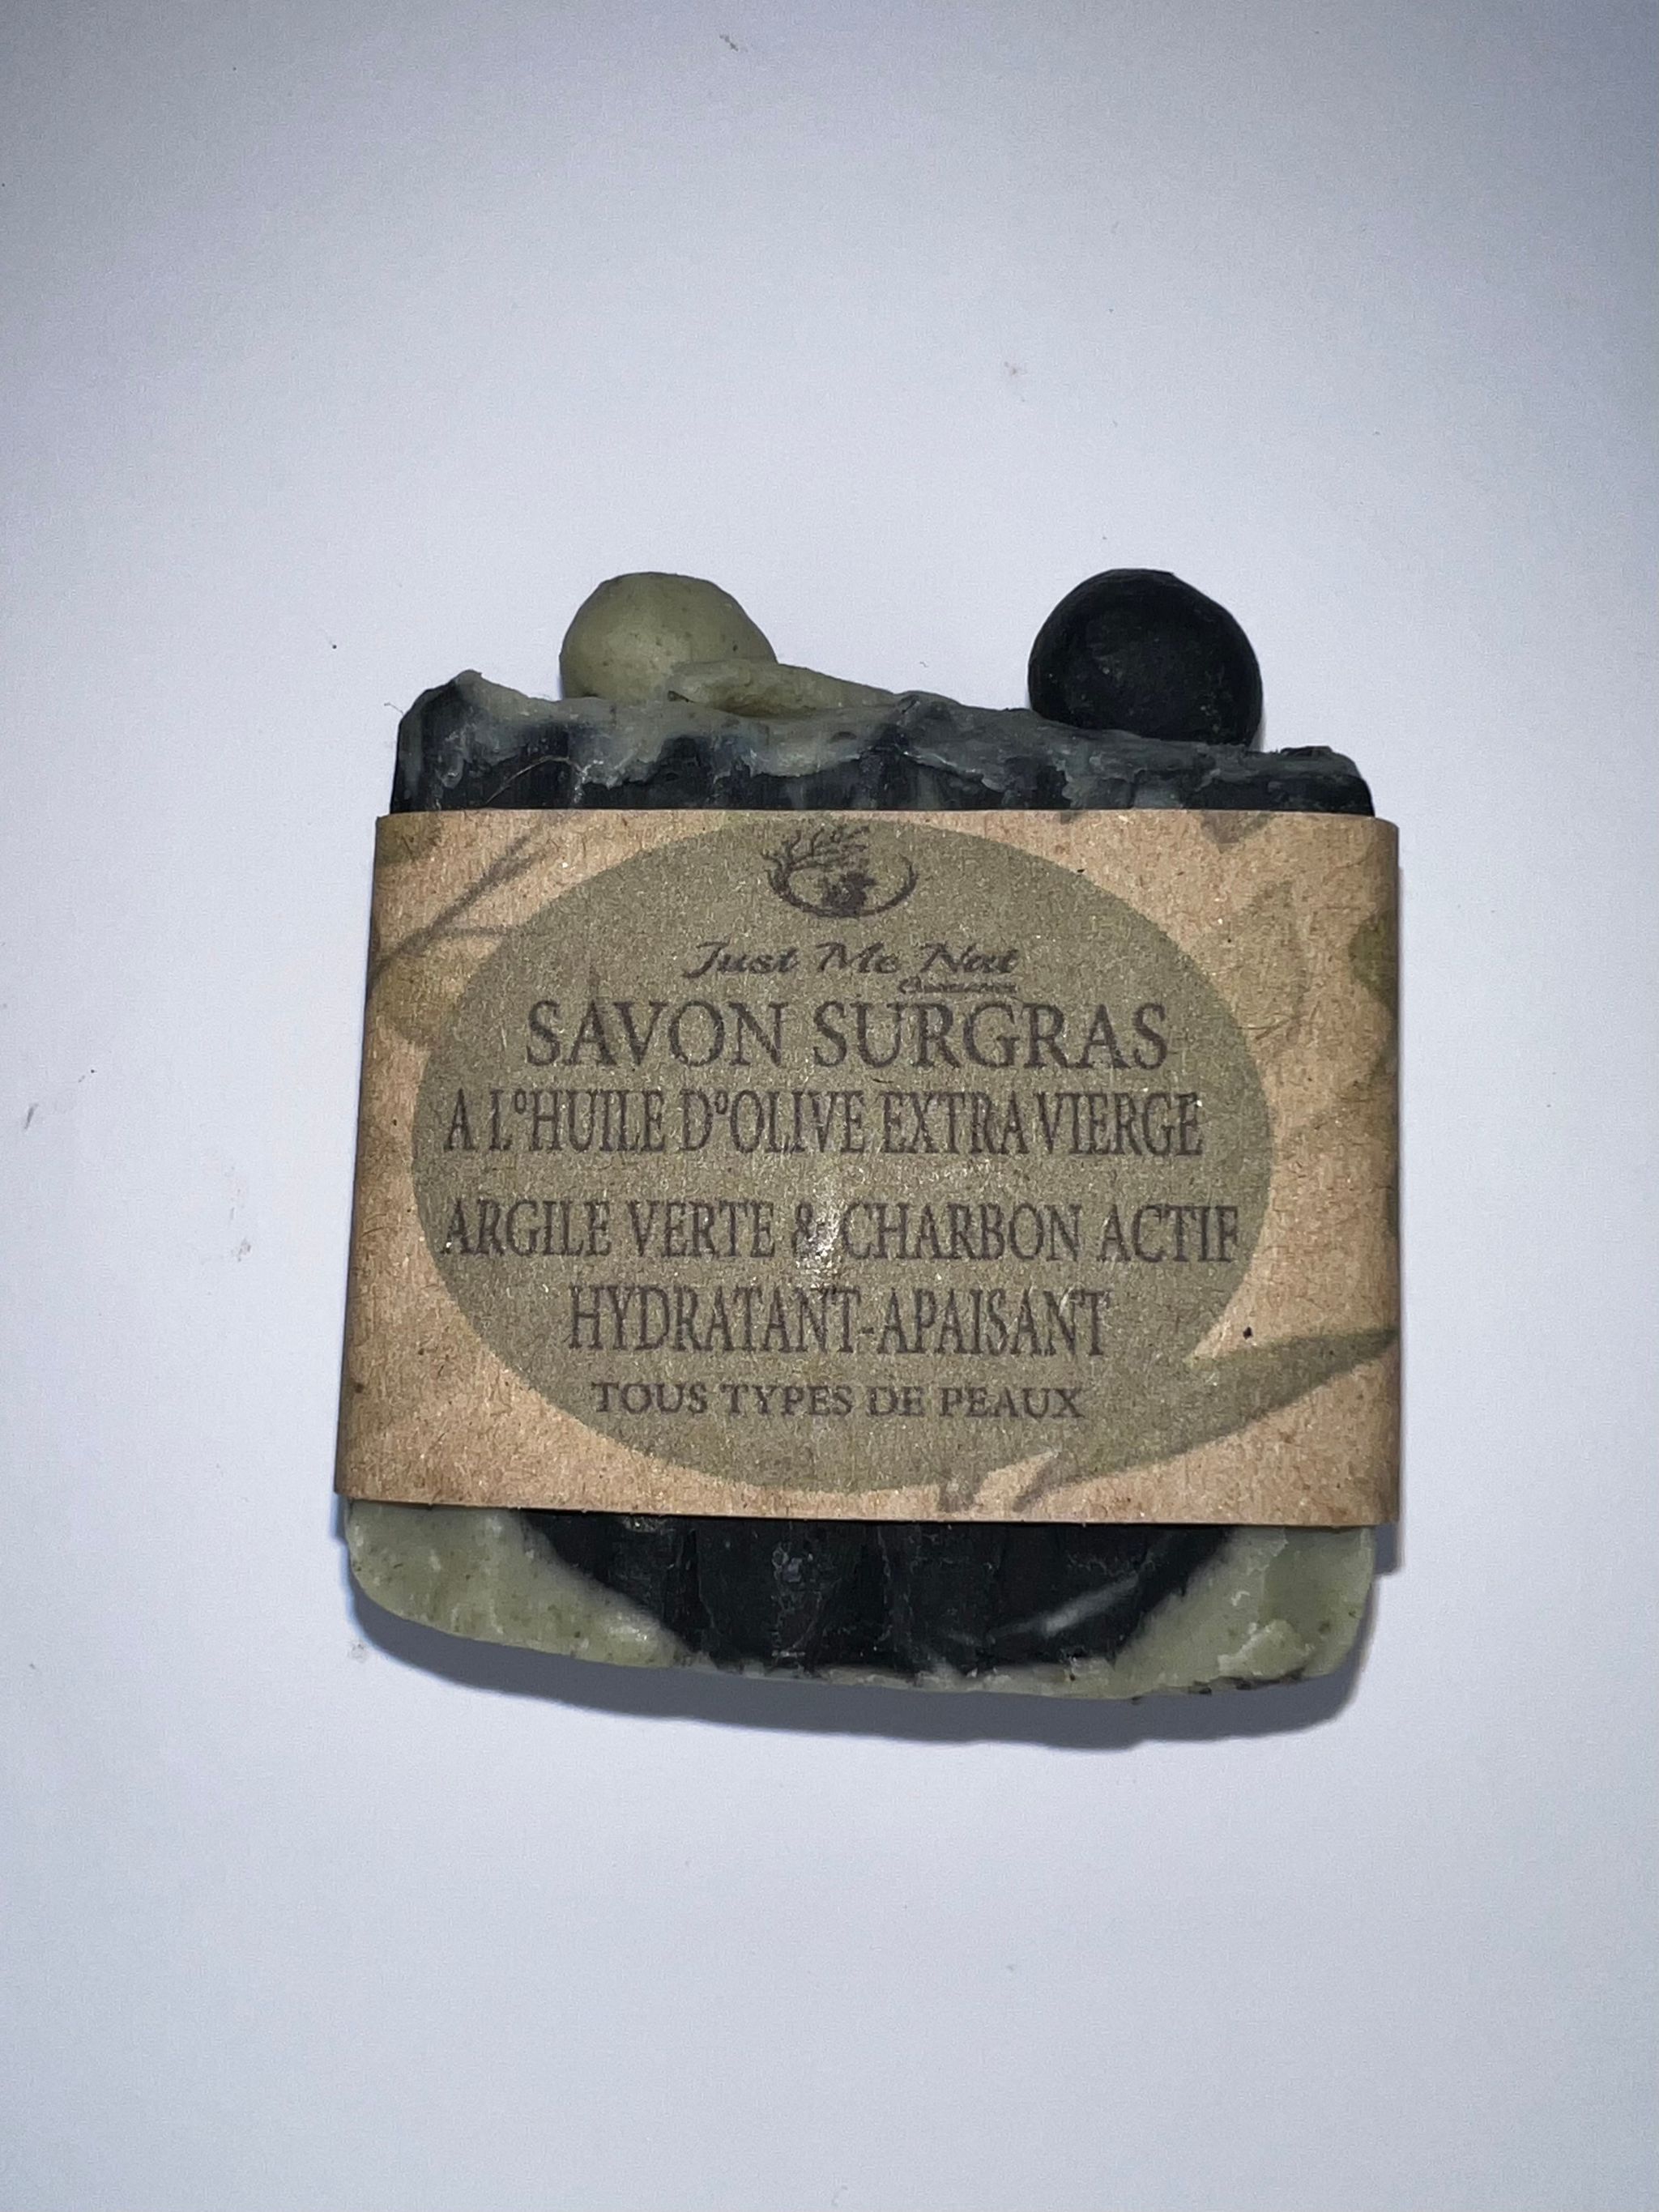 Just Me Nat
SAVON SURGRAS
A L°HUILE D°OLIVE EXTRA VIERGE
ARGILE VERTE & CHARBON ACTIF
HYDRATANT-APAISANT
TOUS TYPES DE PEAUX